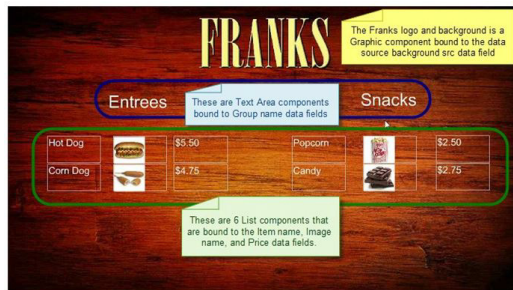 FRANKS
The Franks logo and background is a
Graphic component bound to the data
source background src data field
Entrees
These are Text Area components
bound to Group name data fields
Snacks
Hot Dog
$5.50
Popcorn
$2.50
Corn Dog
$4.75
Candy
$2.75
These are 6 List components that
are bound to the Item name, Image
name, and Price data fields.